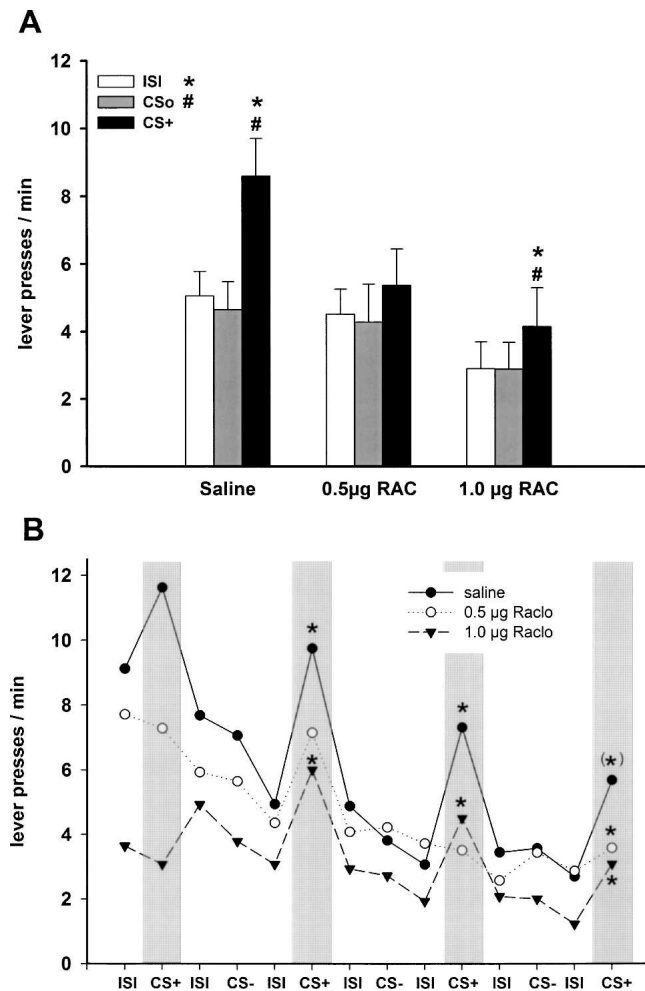 A
12
10
8
6
4
2
0
lever presses / min
ISI *
CSo #
CS+
*
#
*
#
Saline
0.5µg RAC
1.0 µg RAC
B
12
10
8
6
4
2
0
lever presses / min
saline
0.5 µg Raclo
1.0 µg Raclo
*
*
*
*
(*)
*
*
ISI CS+ ISI CS- ISI CS+ ISI CS- ISI CS+ ISI CS- ISI CS+